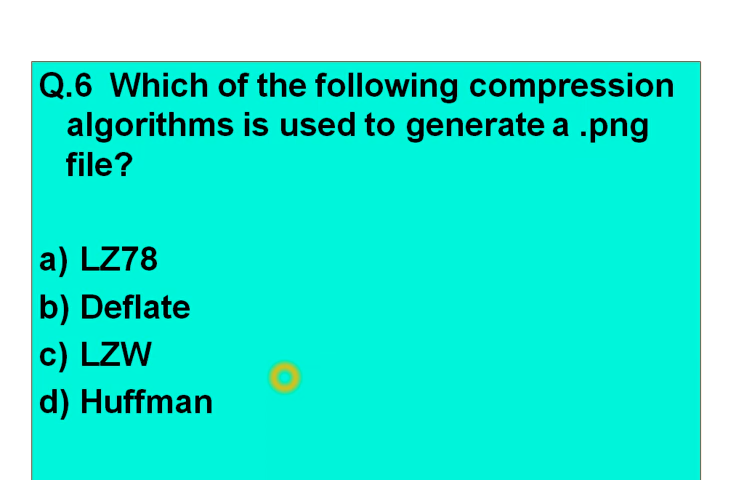 Q.6 Which of the following compression
algorithms is used to generate a .png
file?
a) LZ78
b) Deflate
c) LZW
d) Huffman